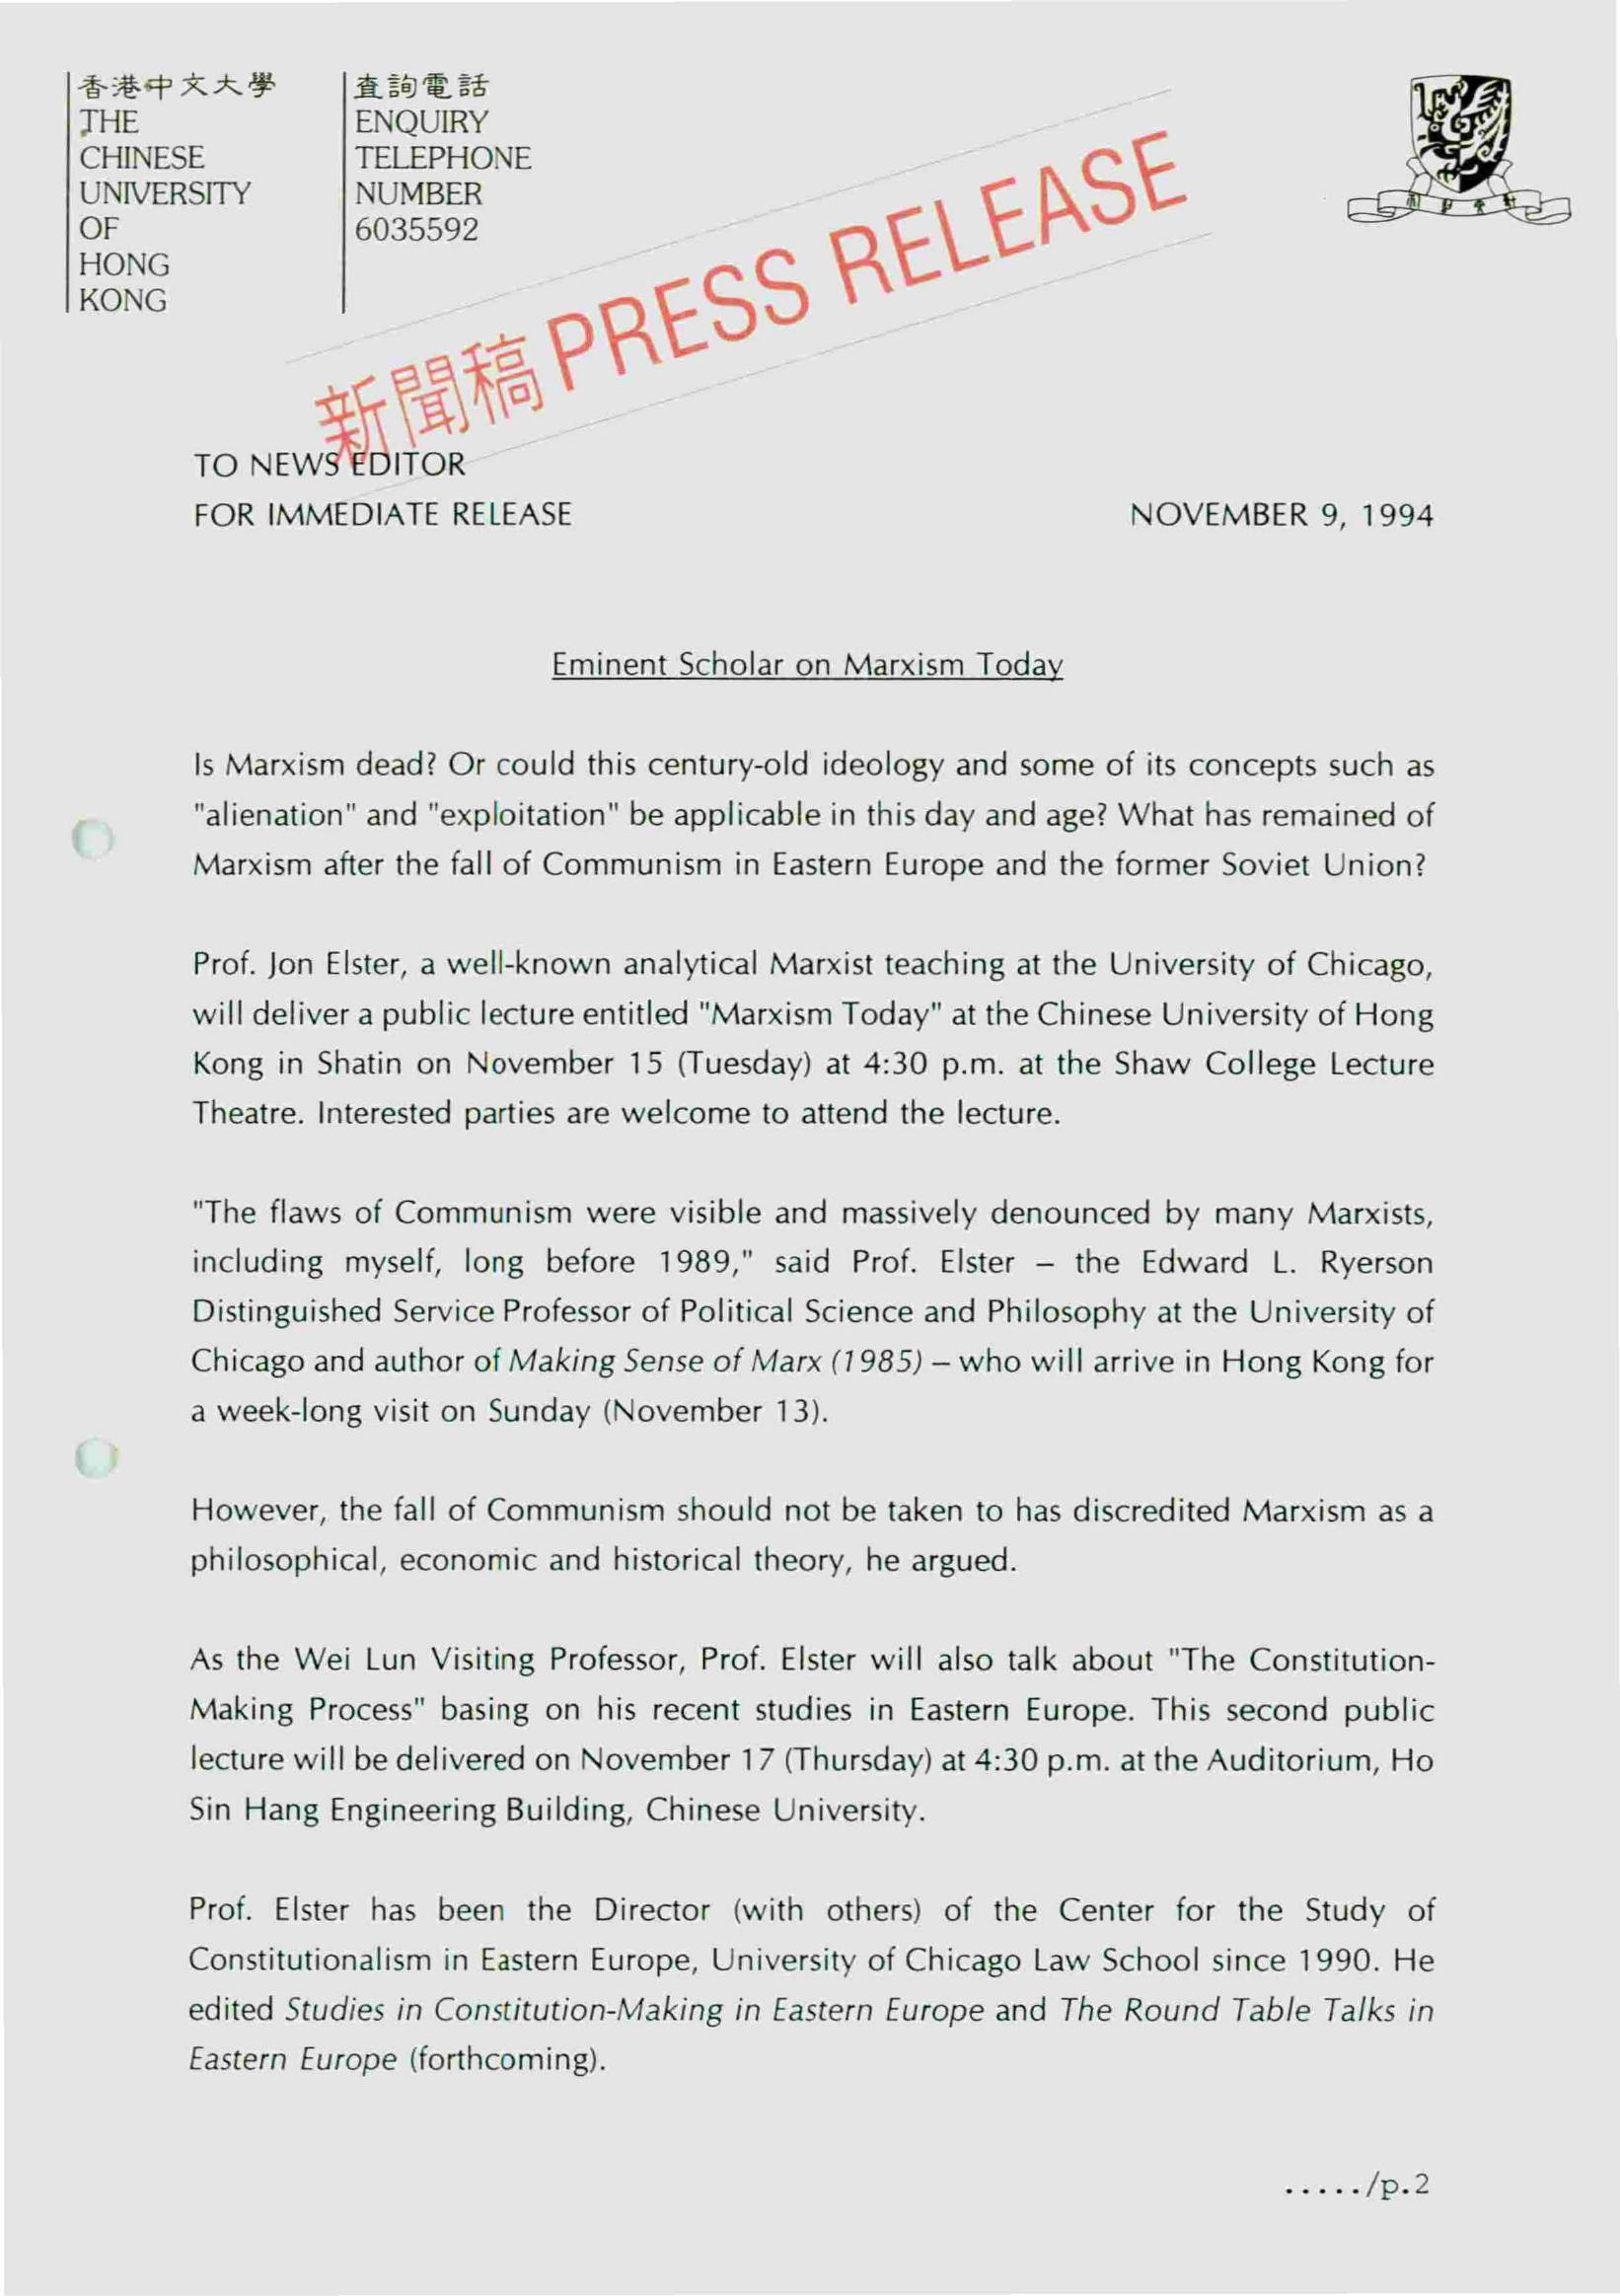 香港中文大學
THE
CHINESE
UNIVERSITY
OF
HONG
KONG
查詢電話
ENQUIRY
TELEPHONE
NUMBER
6035592
新聞稿 PRESS RELEASE
TO NEWS EDITOR
FOR IMMEDIATE RELEASE NOVEMBER 9, 1994
Eminent Scholar on Marxism Today
Is Marxism dead? Or could this century-old ideology and some of its concepts such as
"alienation" and "exploitation" be applicable in this day and age? What has remained of
Marxism after the fall of Communism in Eastern Europe and the former Soviet Union?
Prof. Jon Elster, a well-known analytical Marxist teaching at the University of Chicago,
will deliver a public lecture entitled "Marxism Today" at the Chinese University of Hong
Kong in Shatin on November 15 (Tuesday) at 4:30 p.m. at the Shaw College Lecture
Theatre. Interested parties are welcome to attend the lecture.
"The flaws of Communism were visible and massively denounced by many Marxists,
including myself, long before 1989," said Prof. Elster – the Edward L. Ryerson
Distinguished Service Professor of Political Science and Philosophy at the University of
Chicago and author of Making Sense of Marx (1985) – who will arrive in Hong Kong for
a week-long visit on Sunday (November 13).
However, the fall of Communism should not be taken to has discredited Marxism as a
philosophical, economic and historical theory, he argued.
As the Wei Lun Visiting Professor, Prof. Elster will also talk about "The Constitution-
Making Process" basing on his recent studies in Eastern Europe. This second public
lecture will be delivered on November 17 (Thursday) at 4:30 p.m. at the Auditorium, Ho
Sin Hang Engineering Building, Chinese University.
Prof. Elster has been the Director (with others) of the Center for the Study of
Constitutionalism in Eastern Europe, University of Chicago Law School since 1990. He
edited Studies in Constitution-Making in Eastern Europe and The Round Table Talks in
Eastern Europe (forthcoming).
...../p.2